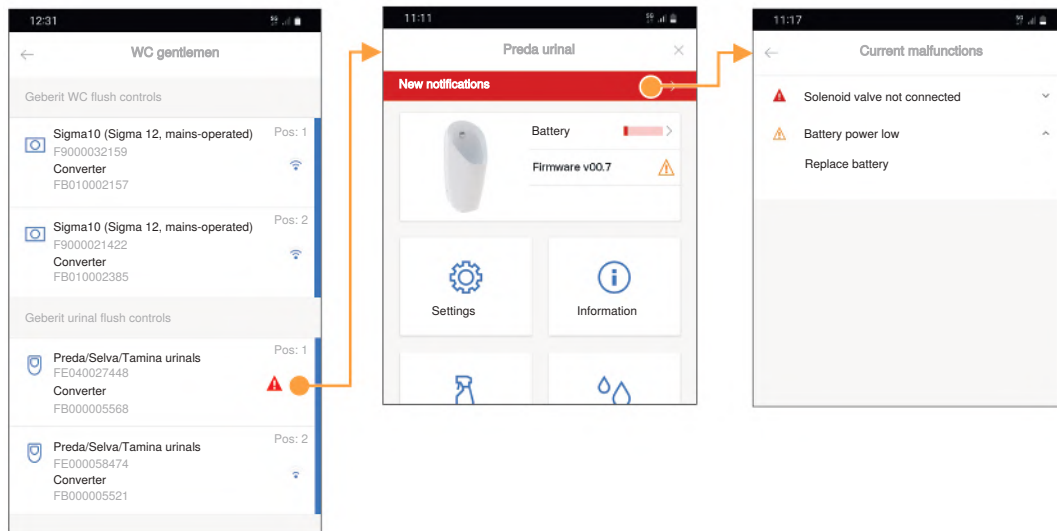 12:31
WC gentlemen
Geberit WC flush controls
Sigma10 (Sigma 12, mains-operated)
Pos: 1
F9000032159
Converter
FB010002157
Sigma10 (Sigma 12, mains-operated)
Pos: 2
F9000021422
Converter
FB010002385
Geberit urinal flush controls
Preda/Selva/Tamina urinals
Pos: 1
FE040027448
Converter
FB000005568
Preda/Selva/Tamina urinals
Pos: 2
FE000058474
Converter
FB000005521
11:11
Preda urinal
New notifications
Battery
Firmware v00.7
Settings
Information
11:17
Current malfunctions
Solenoid valve not connected
Battery power low
Replace battery